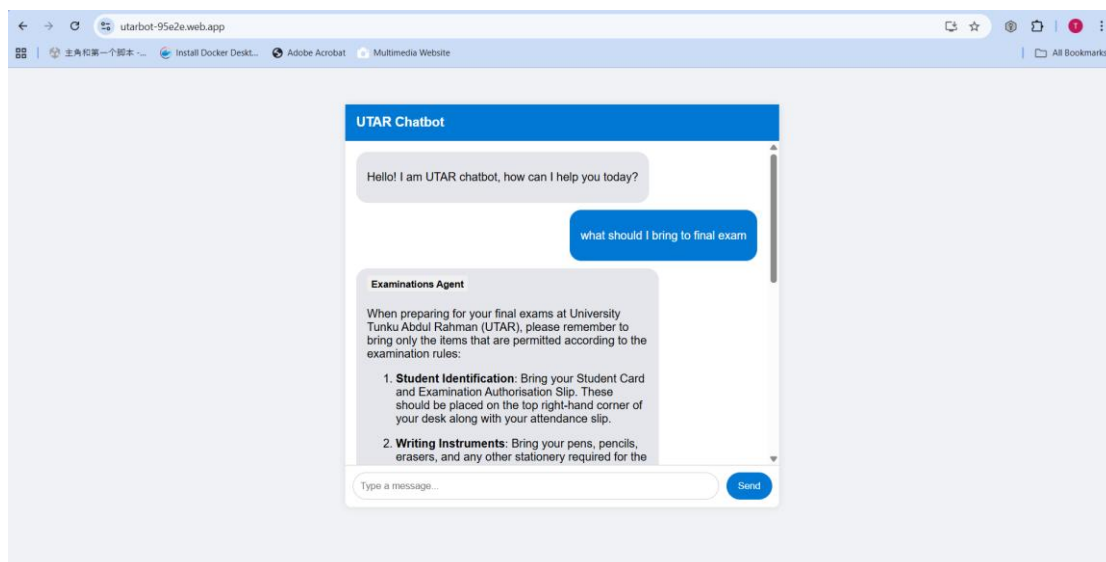 utarbot-95e2e.web.app
主角和第一个脚本 -...
Install Docker Deskt...
Adobe Acrobat
Multimedia Website
All Bookmarks
UTAR Chatbot
Hello! I am UTAR chatbot, how can I help you today?
what should I bring to final exam
Examinations Agent
When preparing for your final exams at University
Tunku Abdul Rahman (UTAR), please remember to
bring only the items that are permitted according to the
examination rules:
1. Student Identification: Bring your Student Card
and Examination Authorisation Slip. These
should be placed on the top right-hand corner of
your desk along with your attendance slip.
2. Writing Instruments: Bring your pens, pencils,
erasers, and any other stationery required for the
Type a message...
Send